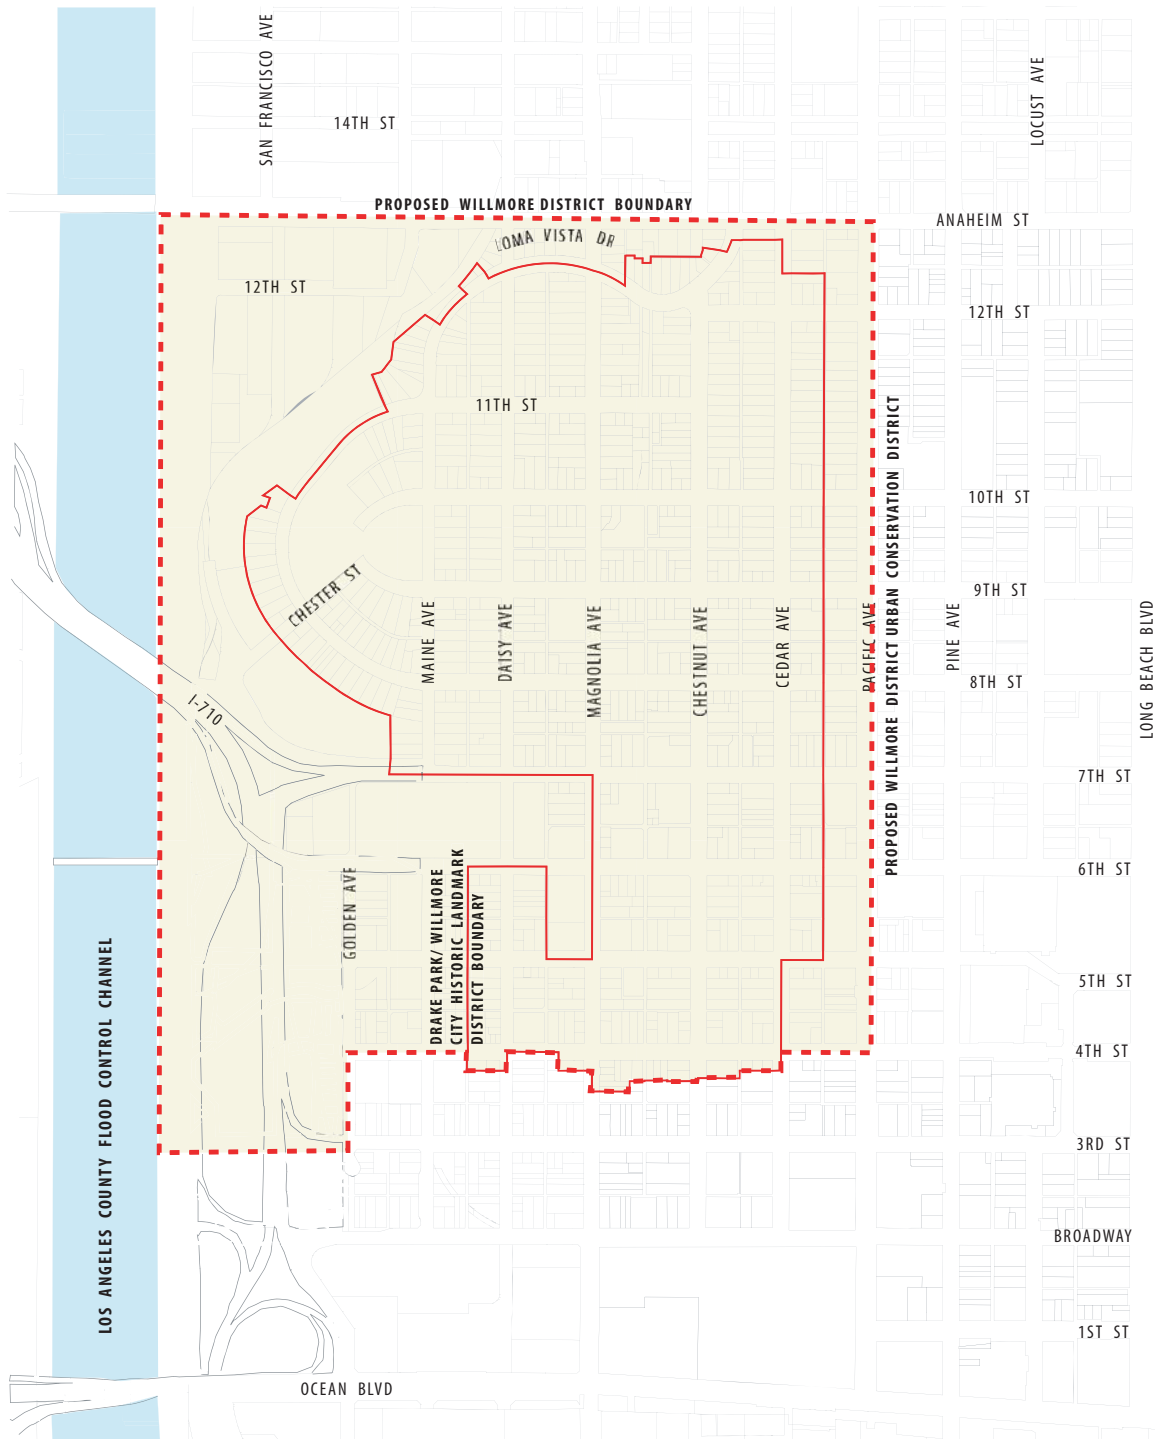 SAN FRANCISCO AVE
14TH ST
LOCUST AVE
PROPOSED WILLMORE DISTRICT BOUNDARY
ANAHEIM ST
LOMA VISTA DR
12TH ST
12TH ST
11TH ST
PROPOSED WILLMORE DISTRICT URBAN CONSERVATION DISTRICT
10TH ST
9TH ST
CHESTER ST
MAINE AVE
DAISY AVE
MAGNOLIA AVE
CHESTNUT AVE
CEDAR AVE
PACIFIC AVE
PINE AVE
LONG BEACH BLVD
8TH ST
I-710
7TH ST
6TH ST
GOLDEN AVE
DRAKE PARK/ WILLMORE
CITY HISTORIC LANDMARK
DISTRICT BOUNDARY
LOS ANGELES COUNTY FLOOD CONTROL CHANNEL
5TH ST
4TH ST
3RD ST
BROADWAY
1ST ST
OCEAN BLVD